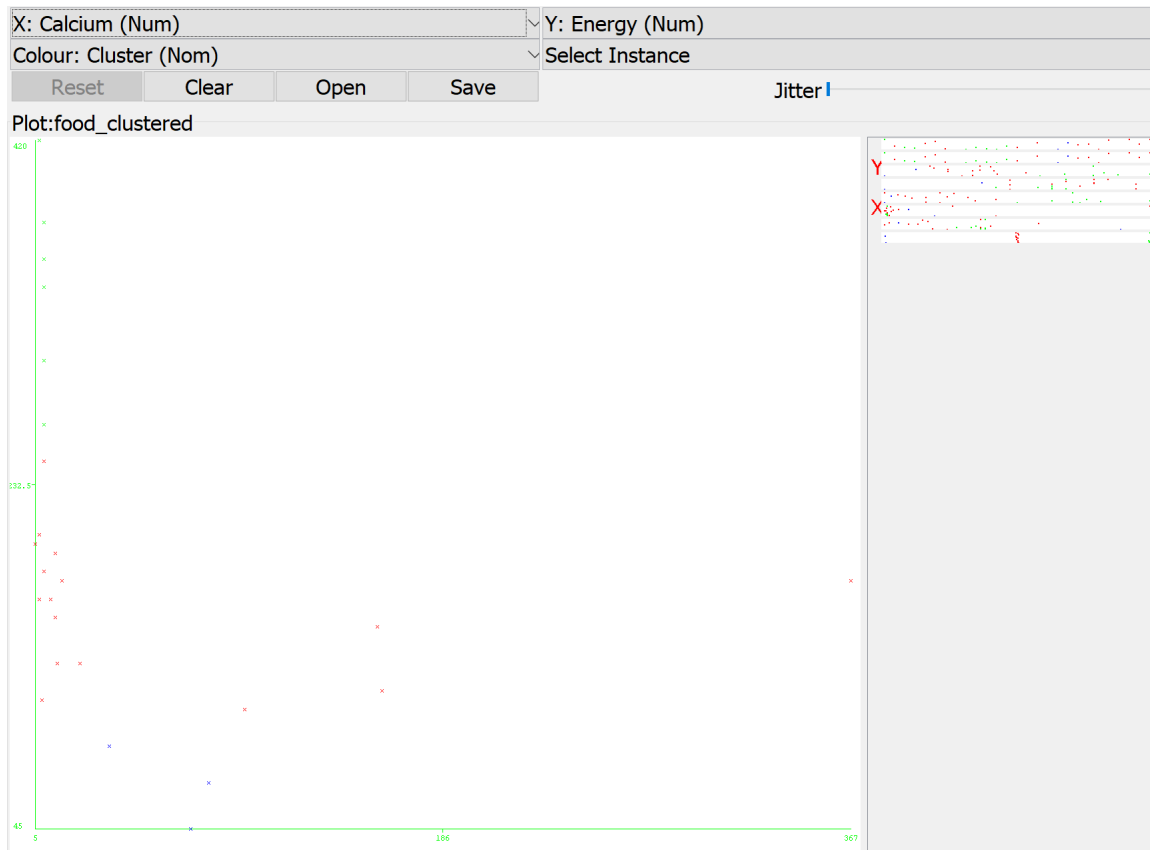 X: Calcium (Num) Y: Energy (Num)
Colour: Cluster (Nom) Select Instance
Reset Clear Open Save Jitter
Plot:food_clustered
420
Y
X
232.5
45
5 186 367